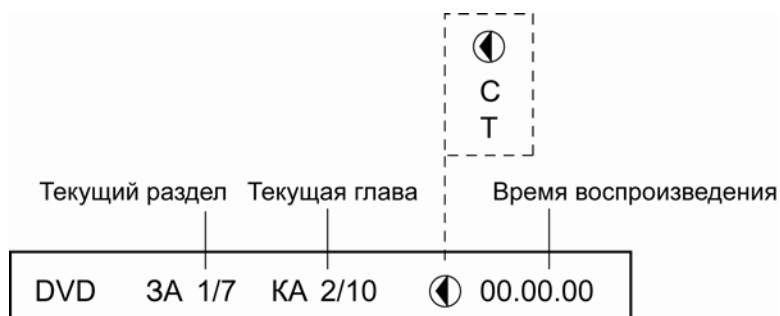 С
Т
Текущий раздел Текущая глава Время воспроизведения
DVD ЗА 1/7 КА 2/10 00.00.00